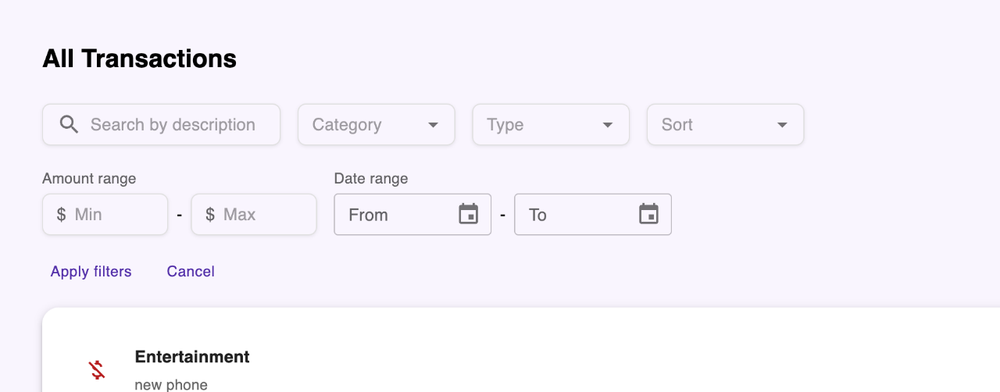 All Transactions
Search by description Category Type Sort
Amount range Date range
$ Min - $ Max From - To
Apply filters Cancel
Entertainment
new phone